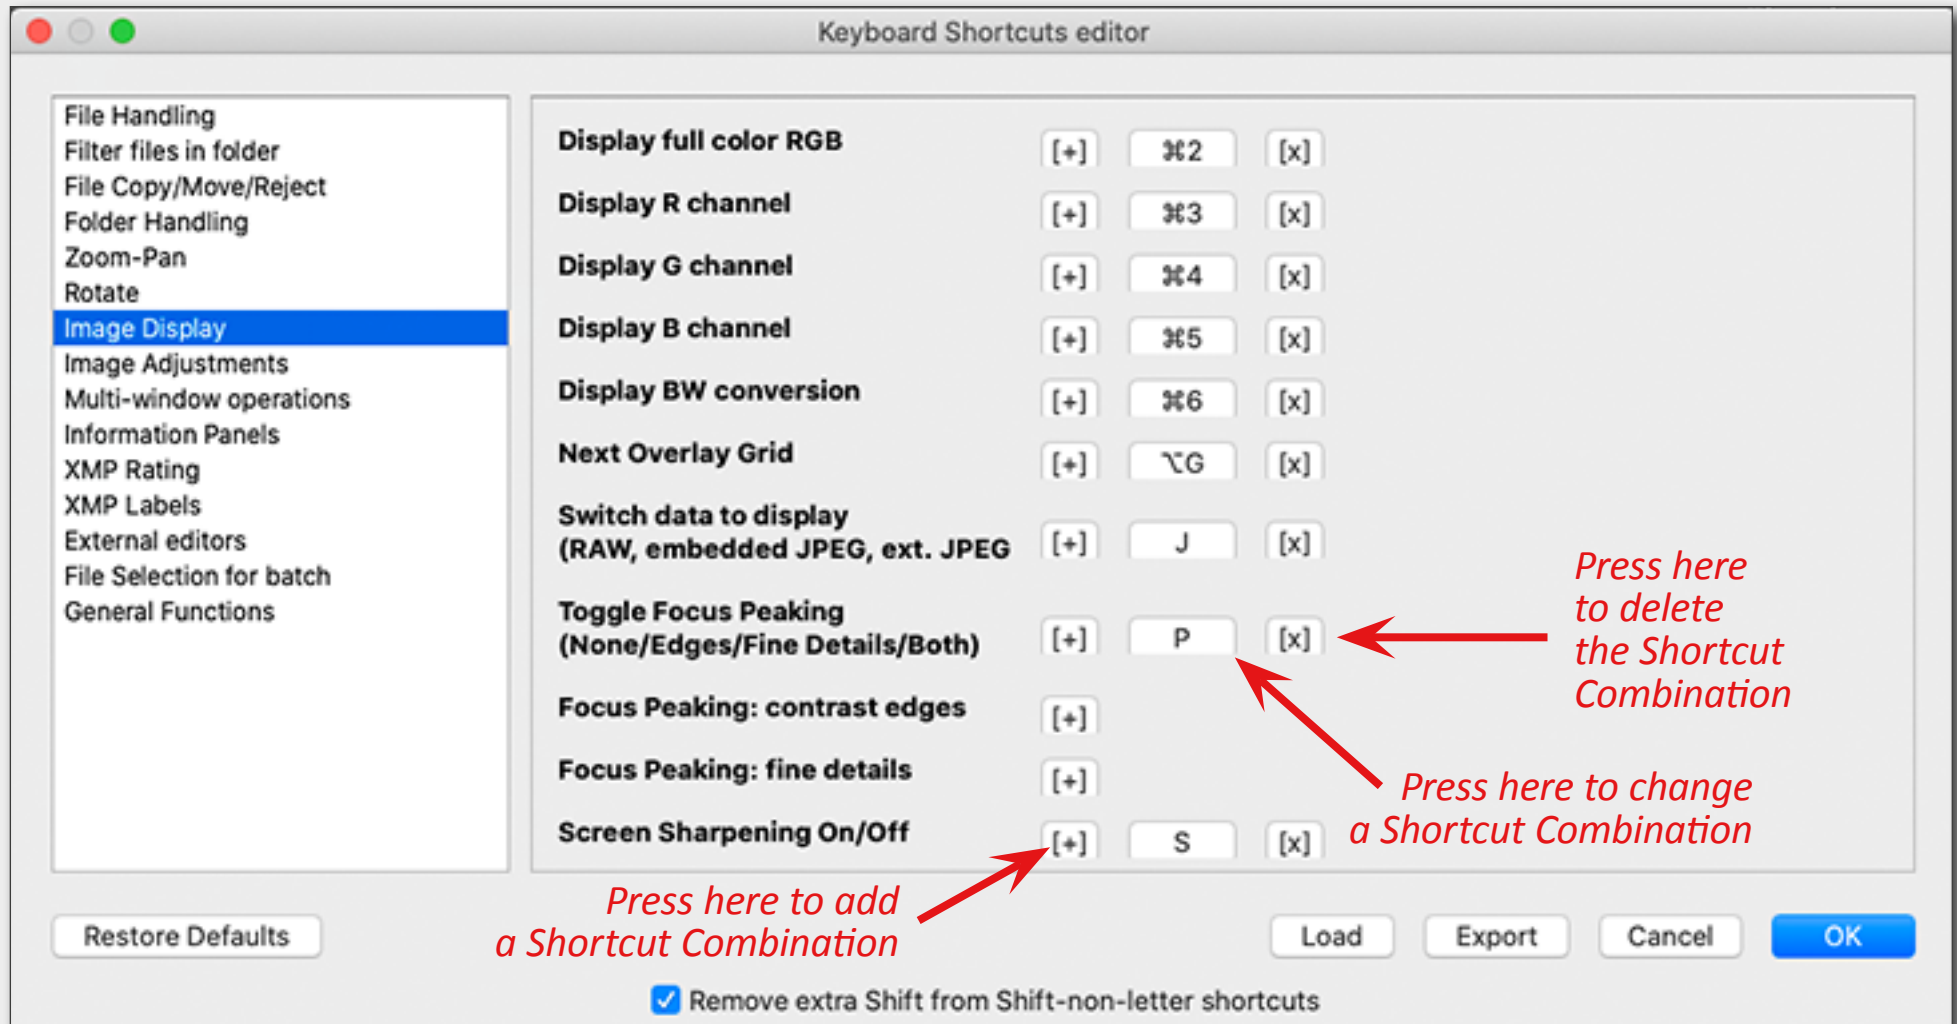 Keyboard Shortcuts editor
File Handling
Filter files in folder
File Copy/Move/Reject
Folder Handling
Zoom-Pan
Rotate
Image Display
Image Adjustments
Multi-window operations
Information Panels
XMP Rating
XMP Labels
External editors
File Selection for batch
General Functions
Display full color RGB [+] ⌘2 [x]
Display R channel [+] ⌘3 [x]
Display G channel [+] ⌘4 [x]
Display B channel [+] ⌘5 [x]
Display BW conversion [+] ⌘6 [x]
Next Overlay Grid [+] ⌥G [x]
Switch data to display
(RAW, embedded JPEG, ext. JPEG [+] J [x]
Toggle Focus Peaking
(None/Edges/Fine Details/Both) [+] P [x]
Focus Peaking: contrast edges [+]
Focus Peaking: fine details [+]
Screen Sharpening On/Off [+] S [x]
Press here
to delete
the Shortcut
Combination
Press here to change
a Shortcut Combination
Press here to add
a Shortcut Combination
Restore Defaults
Load
Export
Cancel
OK
Remove extra Shift from Shift-non-letter shortcuts